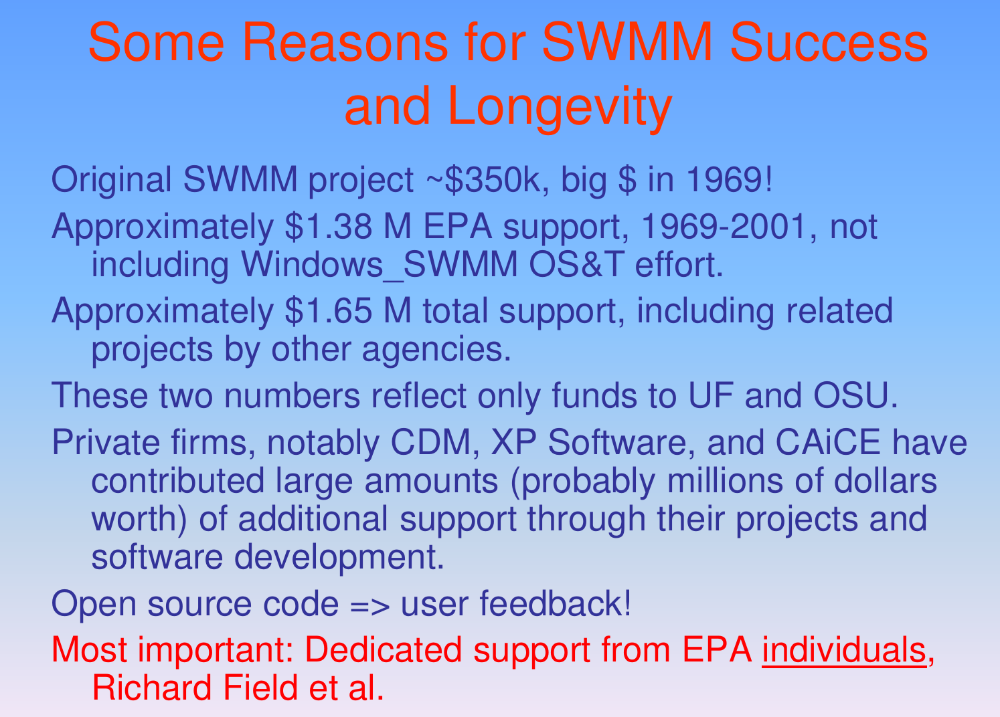 Some Reasons for SWMM Success
and Longevity
Original SWMM project ~$350k, big $ in 1969!
Approximately $1.38 M EPA support, 1969-2001, not
including Windows_SWMM OS&T effort.
Approximately $1.65 M total support, including related
projects by other agencies.
These two numbers reflect only funds to UF and OSU.
Private firms, notably CDM, XP Software, and CAiCE have
contributed large amounts (probably millions of dollars
worth) of additional support through their projects and
software development.
Open source code => user feedback!
Most important: Dedicated support from EPA individuals,
Richard Field et al.